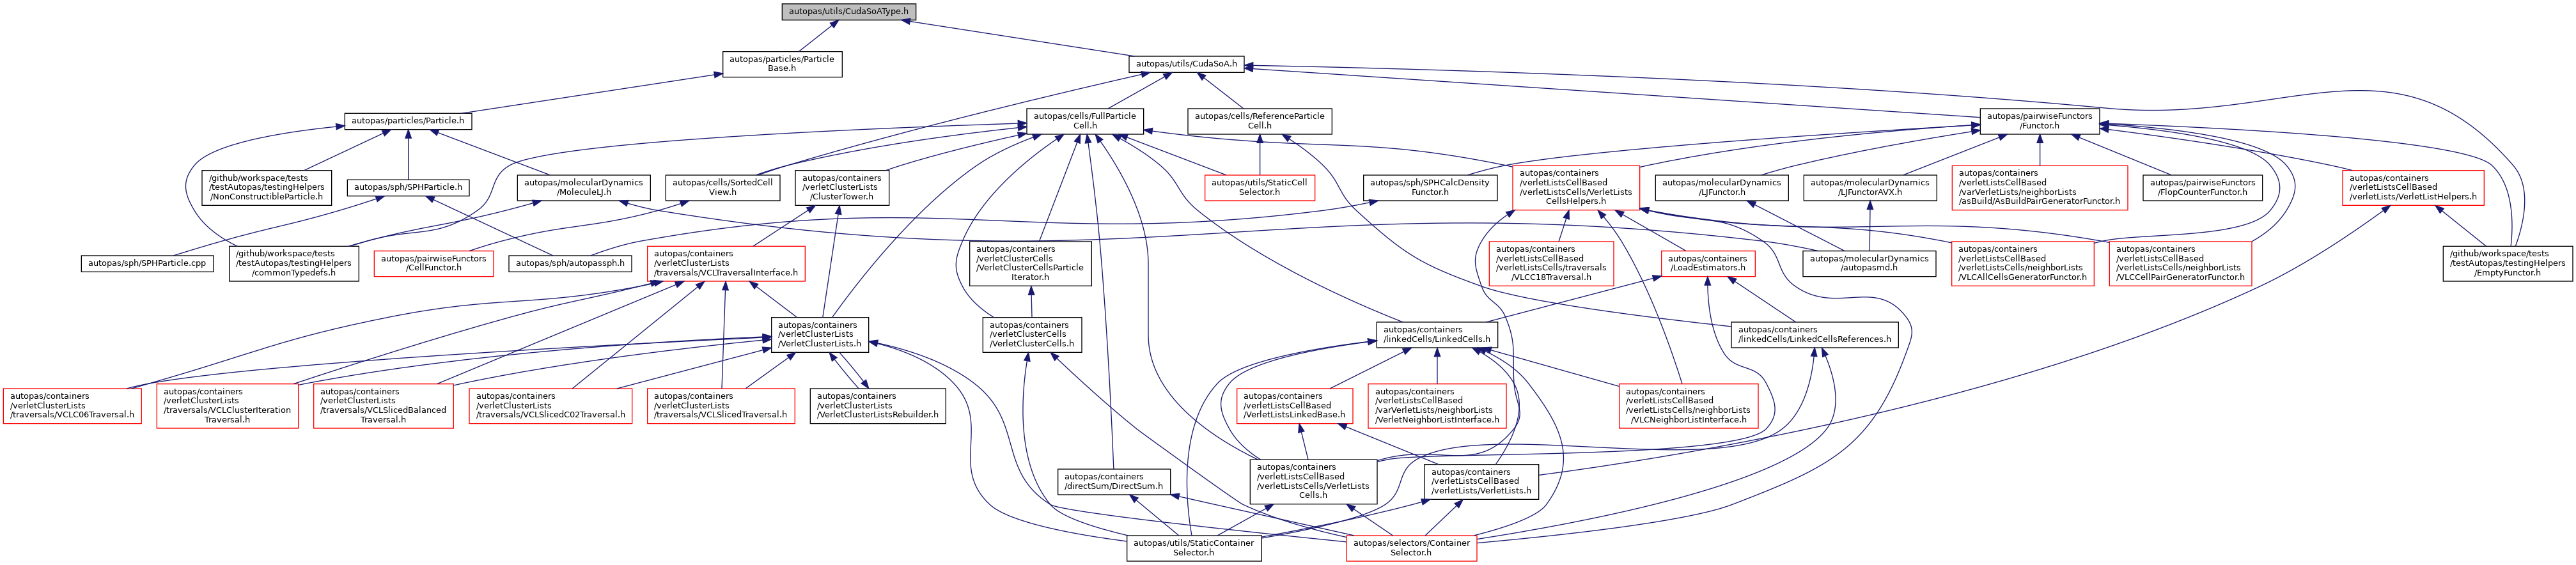 autopas/utils/CudaSoAType.h
autopas/particles/Particle
Base.h
autopas/utils/CudaSoA.h
autopas/particles/Particle.h
autopas/cells/FullParticle
Cell.h
autopas/cells/ReferenceParticle
Cell.h
autopas/pairwiseFunctors
/Functor.h
/github/workspace/tests
/testAutopas/testingHelpers
/NonConstructibleParticle.h
autopas/sph/SPHParticle.h
autopas/molecularDynamics
/MoleculeLJ.h
autopas/cells/SortedCell
View.h
autopas/containers
/verletClusterLists
/ClusterTower.h
autopas/utils/StaticCell
Selector.h
autopas/sph/SPHCalcDensity
Functor.h
autopas/containers
/verletListsCellBased
/verletListsCells/VerletLists
CellsHelpers.h
autopas/molecularDynamics
/LJFunctor.h
autopas/molecularDynamics
/LJFunctorAVX.h
autopas/containers
/verletListsCellBased
/varVerletLists/neighborLists
/asBuild/AsBuildPairGeneratorFunctor.h
autopas/pairwiseFunctors
/FlopCounterFunctor.h
autopas/containers
/verletListsCellBased
/verletLists/VerletListHelpers.h
autopas/sph/SPHParticle.cpp
/github/workspace/tests
/testAutopas/testingHelpers
/commonTypedefs.h
autopas/pairwiseFunctors
/CellFunctor.h
autopas/sph/autopassph.h
autopas/containers
/verletClusterLists
/traversals/VCLTraversalInterface.h
autopas/containers
/verletClusterCells
/VerletClusterCellsParticle
Iterator.h
autopas/containers
/verletListsCellBased
/verletListsCells/traversals
/VLCC18Traversal.h
autopas/containers
/LoadEstimators.h
autopas/molecularDynamics
/autopasmd.h
autopas/containers
/verletListsCellBased
/verletListsCells/neighborLists
/VLCAllCellsGeneratorFunctor.h
autopas/containers
/verletListsCellBased
/verletListsCells/neighborLists
/VLCCellPairGeneratorFunctor.h
/github/workspace/tests
/testAutopas/testingHelpers
/EmptyFunctor.h
autopas/containers
/verletClusterLists
/VerletClusterLists.h
autopas/containers
/verletClusterCells
/VerletClusterCells.h
autopas/containers
/linkedCells/LinkedCells.h
autopas/containers
/linkedCells/LinkedCellsReferences.h
autopas/containers
/verletClusterLists
/traversals/VCLC06Traversal.h
autopas/containers
/verletClusterLists
/traversals/VCLClusterIteration
Traversal.h
autopas/containers
/verletClusterLists
/traversals/VCLSlicedBalanced
Traversal.h
autopas/containers
/verletClusterLists
/traversals/VCLSlicedC02Traversal.h
autopas/containers
/verletClusterLists
/traversals/VCLSlicedTraversal.h
autopas/containers
/verletClusterLists
/VerletClusterListsRebuilder.h
autopas/containers
/verletListsCellBased
/VerletListsLinkedBase.h
autopas/containers
/verletListsCellBased
/varVerletLists/neighborLists
/VerletNeighborListInterface.h
autopas/containers
/verletListsCellBased
/verletListsCells/neighborLists
/VLCNeighborListInterface.h
autopas/containers
/directSum/DirectSum.h
autopas/containers
/verletListsCellBased
/verletListsCells/VerletLists
Cells.h
autopas/containers
/verletListsCellBased
/verletLists/VerletLists.h
autopas/utils/StaticContainer
Selector.h
autopas/selectors/Container
Selector.h